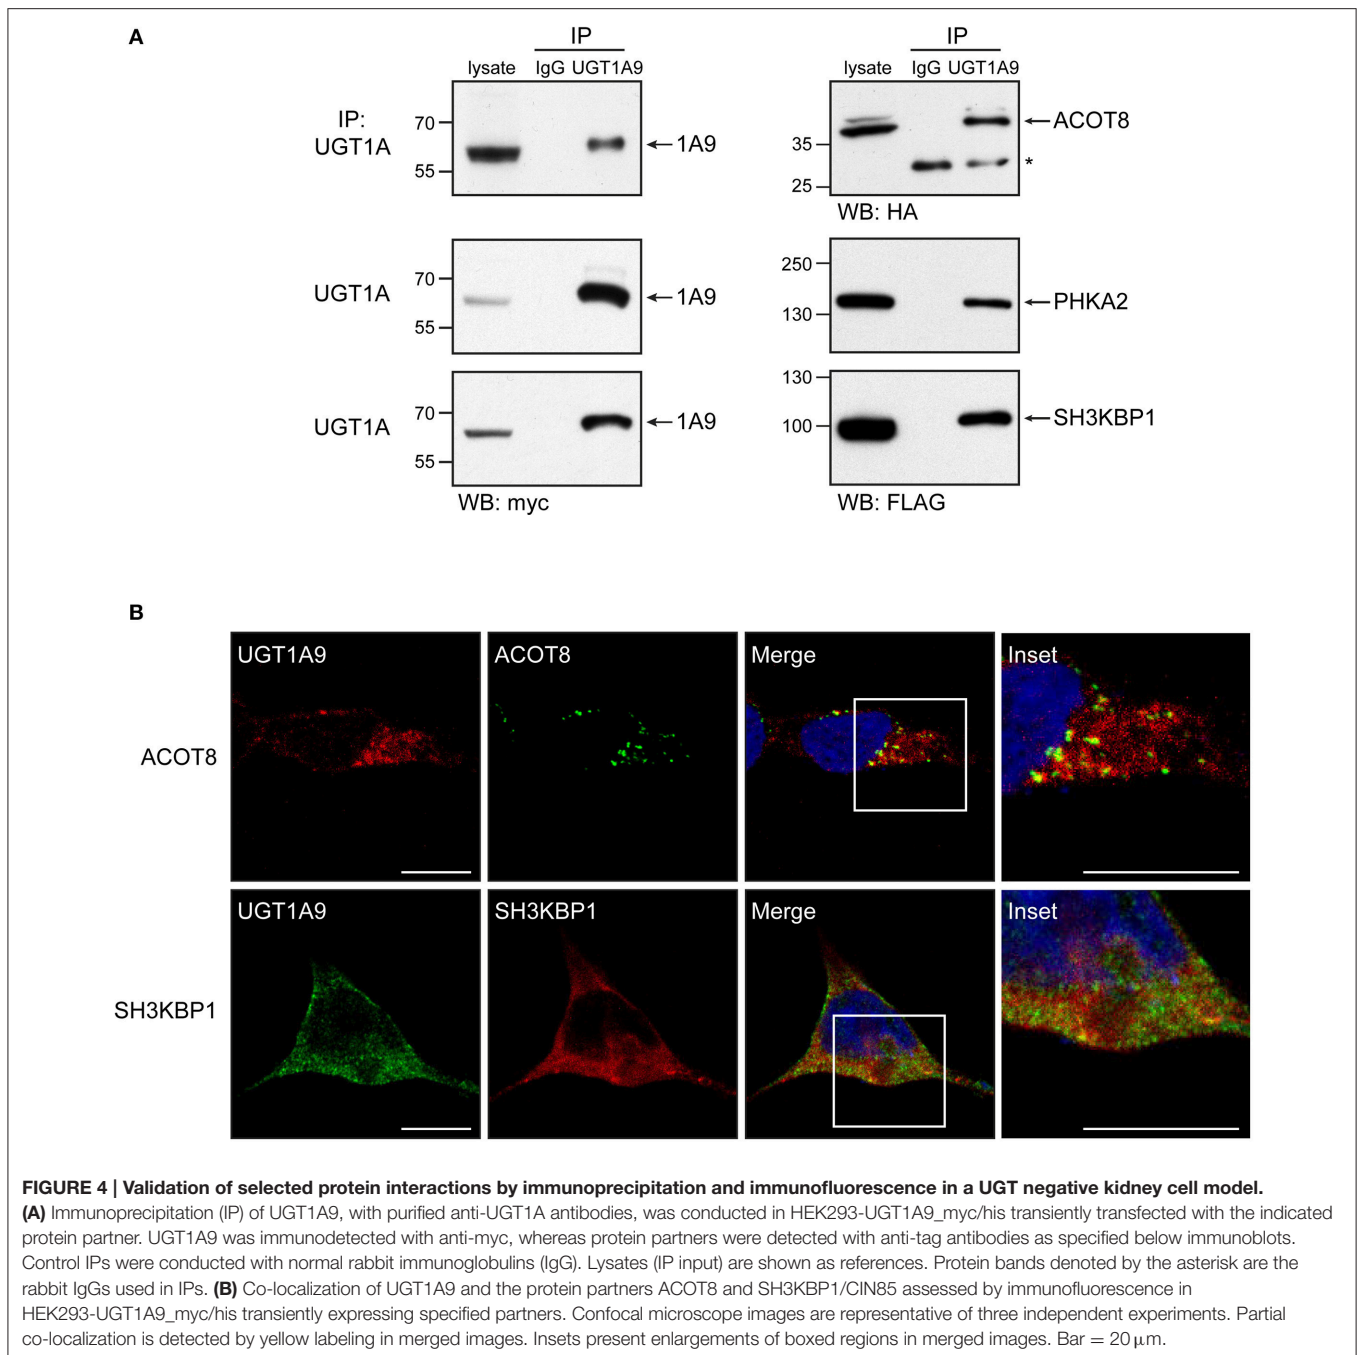 A
IP
IP
lysate IgG UGT1A9
lysate IgG UGT1A9
IP:
UGT1A
70
55
1A9
35
25
ACOT8
*
WB: HA
UGT1A
70
55
1A9
250
130
PHKA2
UGT1A
70
55
1A9
130
100
SH3KBP1
WB: myc
WB: FLAG
B
UGT1A9 ACOT8 Merge Inset
ACOT8
UGT1A9 SH3KBP1 Merge Inset
SH3KBP1
FIGURE 4 | Validation of selected protein interactions by immunoprecipitation and immunofluorescence in a UGT negative kidney cell model.
(A) Immunoprecipitation (IP) of UGT1A9, with purified anti-UGT1A antibodies, was conducted in HEK293-UGT1A9_myc/his transiently transfected with the indicated
protein partner. UGT1A9 was immunodetected with anti-myc, whereas protein partners were detected with anti-tag antibodies as specified below immunoblots.
Control IPs were conducted with normal rabbit immunoglobulins (IgG). Lysates (IP input) are shown as references. Protein bands denoted by the asterisk are the
rabbit IgGs used in IPs. (B) Co-localization of UGT1A9 and the protein partners ACOT8 and SH3KBP1/CIN85 assessed by immunofluorescence in
HEK293-UGT1A9_myc/his transiently expressing specified partners. Confocal microscope images are representative of three independent experiments. Partial
co-localization is detected by yellow labeling in merged images. Insets present enlargements of boxed regions in merged images. Bar = 20 μm.